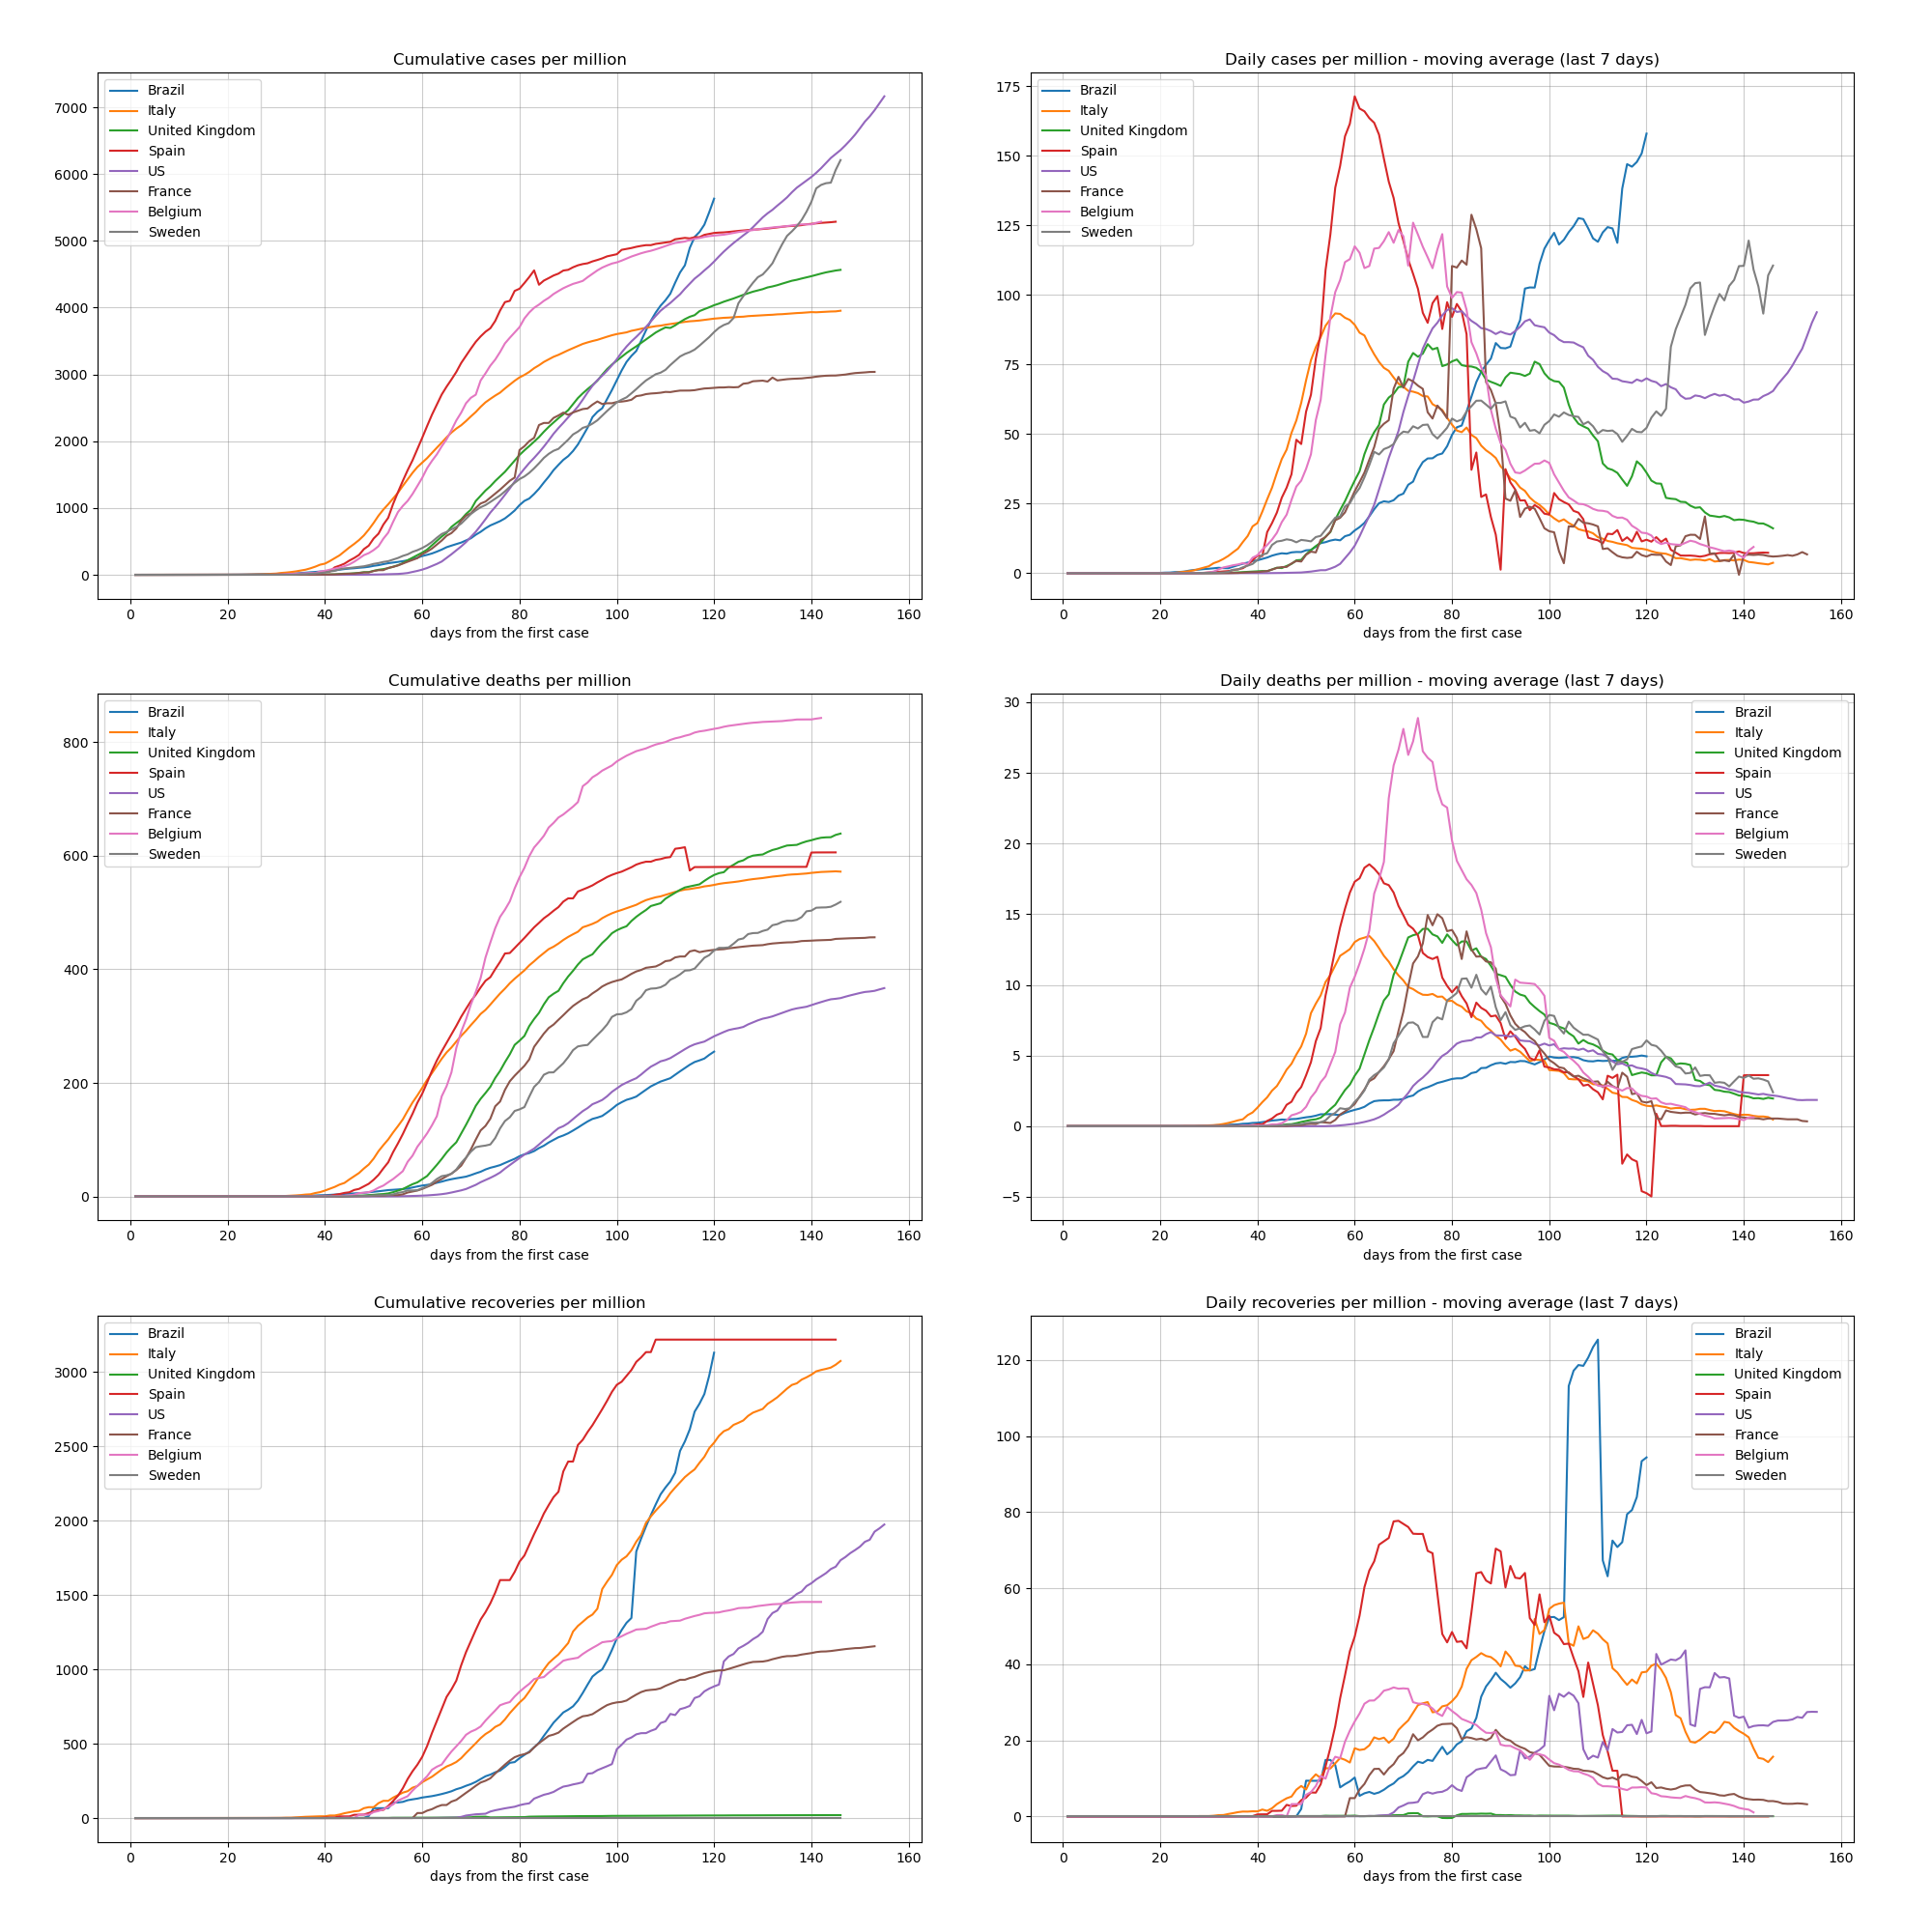 Cumulative cases per million
7000
6000
5000
4000
3000
2000
1000
0
Brazil
Italy
United Kingdom
Spain
US
France
Belgium
Sweden
0 20 40 60 80 100 120 140 160
days from the first case
Daily cases per million - moving average (last 7 days)
175
150
125
100
75
50
25
0
Brazil
Italy
United Kingdom
Spain
US
France
Belgium
Sweden
0 20 40 60 80 100 120 140 160
days from the first case
Cumulative deaths per million
800
600
400
200
0
Brazil
Italy
United Kingdom
Spain
US
France
Belgium
Sweden
0 20 40 60 80 100 120 140 160
days from the first case
Daily deaths per million - moving average (last 7 days)
30
25
20
15
10
5
0
−5
Brazil
Italy
United Kingdom
Spain
US
France
Belgium
Sweden
0 20 40 60 80 100 120 140 160
days from the first case
Cumulative recoveries per million
3000
2500
2000
1500
1000
500
0
Brazil
Italy
United Kingdom
Spain
US
France
Belgium
Sweden
0 20 40 60 80 100 120 140 160
days from the first case
Daily recoveries per million - moving average (last 7 days)
120
100
80
60
40
20
0
Brazil
Italy
United Kingdom
Spain
US
France
Belgium
Sweden
0 20 40 60 80 100 120 140 160
days from the first case